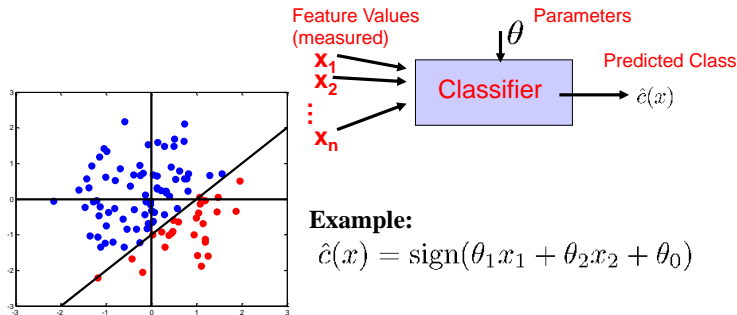 Feature Values
(measured)
x₁
x₂
⋮
xₙ
θ
Parameters
Classifier
Predicted Class
ĉ(x)
3
2
1
0
-1
-2
-3
-3
-2
-1
0
1
2
3
Example:
ĉ(x) = sign(θ₁x₁ + θ₂x₂ + θ₀)